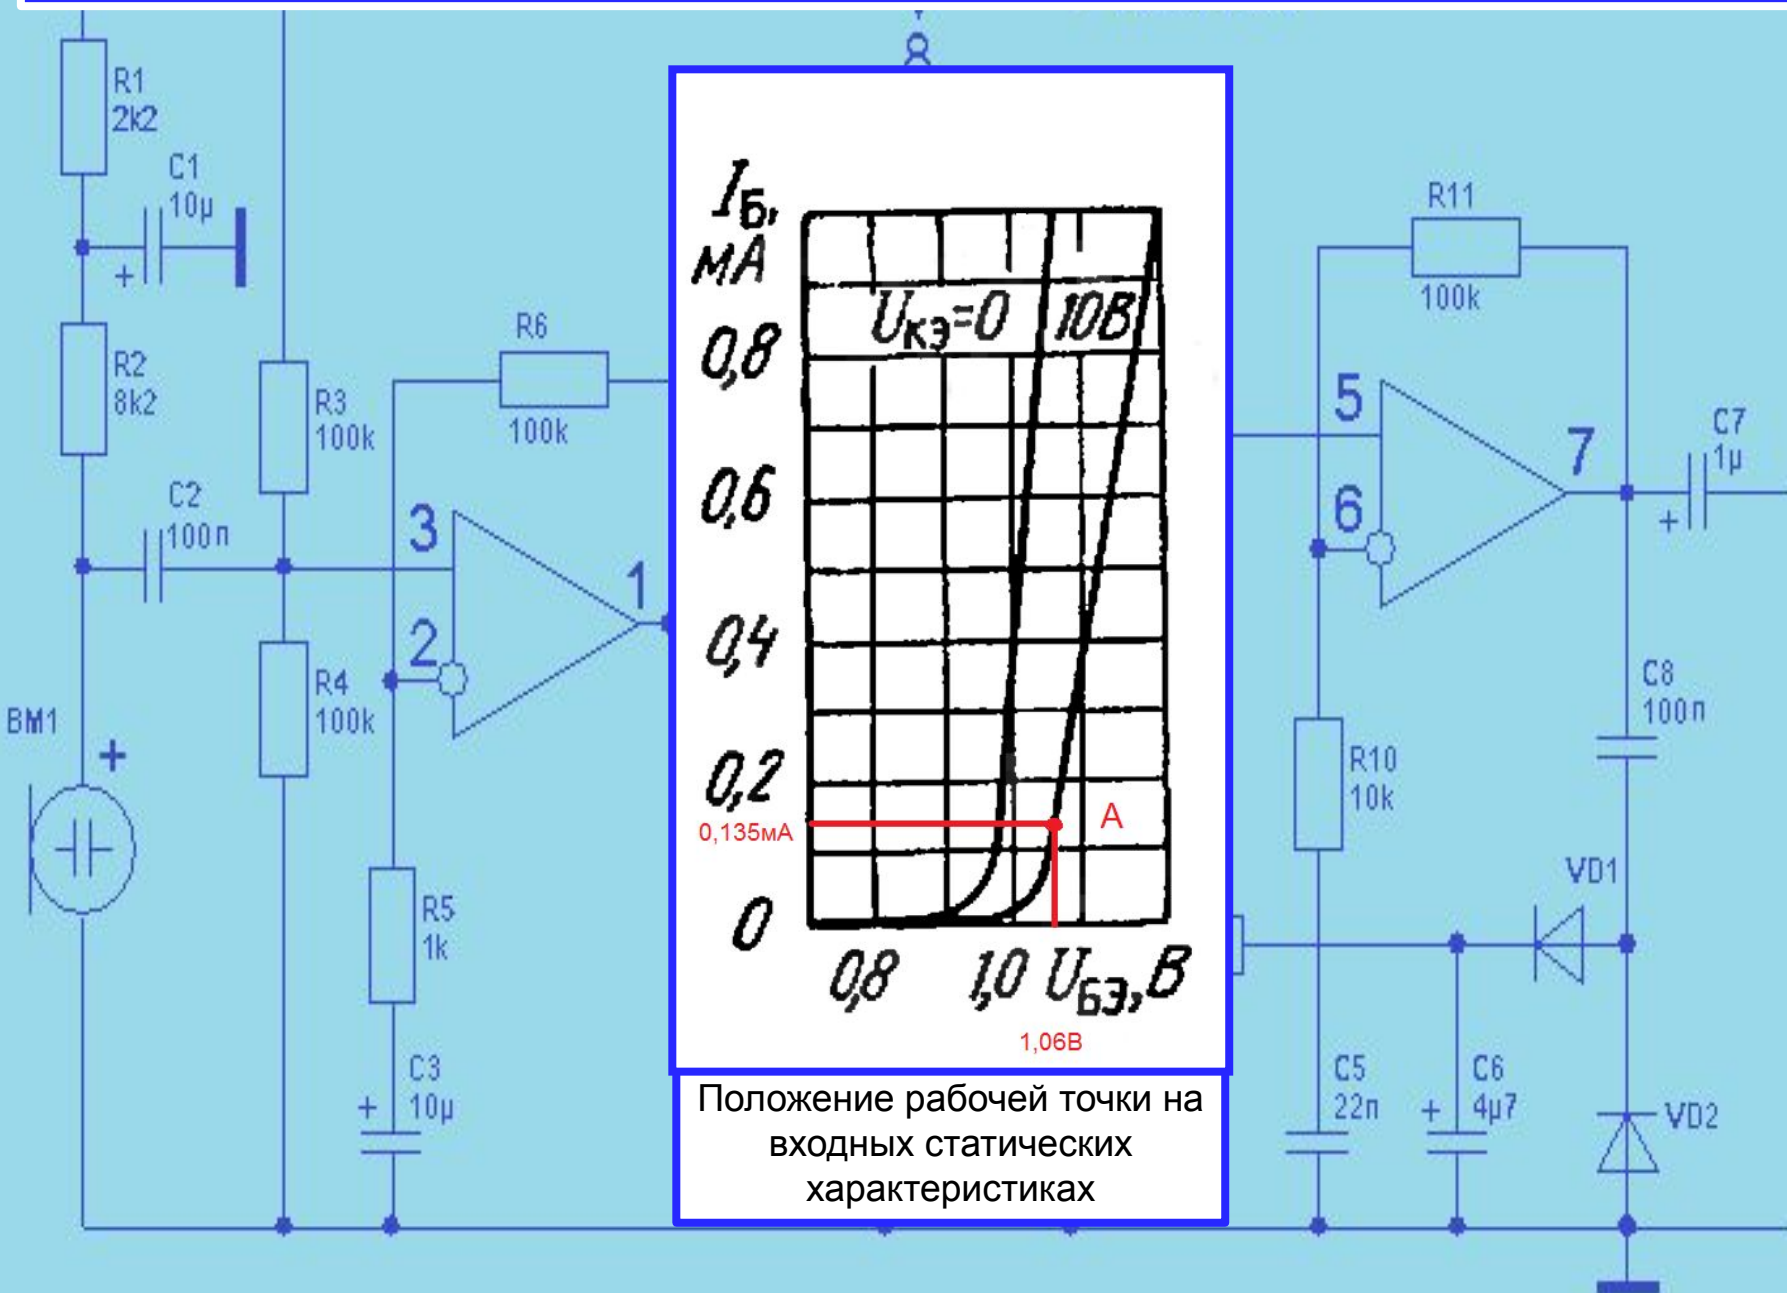 R1
2k2
C1
10µ
+
R2
8k2
R3
100k
R6
100k
C2
100n
3
2
1
R4
100k
BM1
+
R5
1k
C3
+ 10µ
Iб,
мА
Uкэ=0 10В
0,8
0,6
0,4
0,2
0,135мА
А
0
0,8 1,0 Uбэ, В
1,06В
Положение рабочей точки на
входных статических
характеристиках
R11
100k
5
6
7
C7
1µ
+
C8
100n
R10
10k
VD1
C5
22n
C6
+ 4µ7
VD2